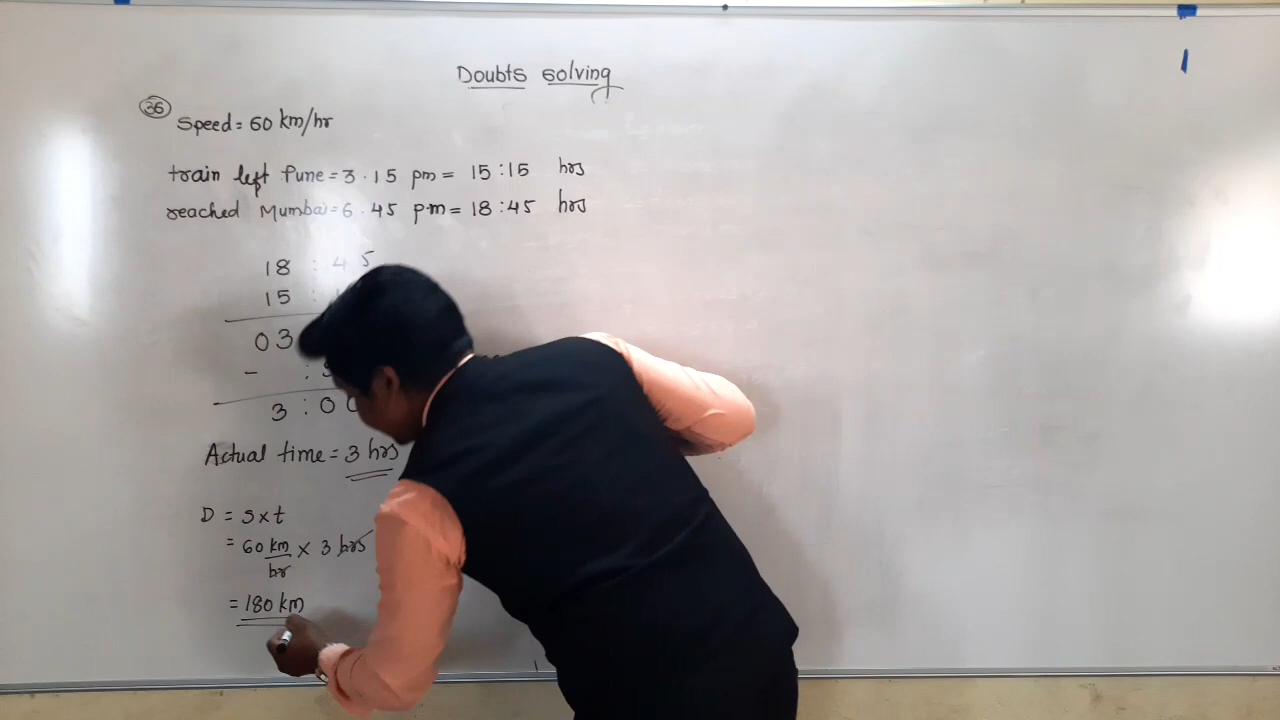 Doubts solving
36
Speed = 60 km/hr
train left Pune = 3.15 pm = 15:15 hrs
reached Mumbai = 6.45 p.m = 18:45 hrs
18 : 45
15 :
03
- :
3 : 0
Actual time = 3 hrs
D = s × t
= 60 km/hr × 3 hrs
= 180 km